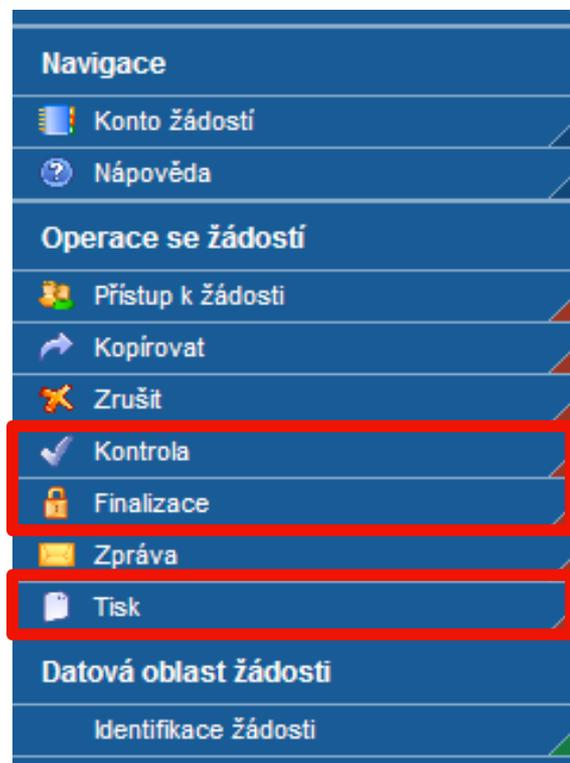 Navigace
Konto žádostí
Nápověda
Operace se žádostí
Přístup k žádosti
Kopírovat
Zrušit
Kontrola
Finalizace
Zpráva
Tisk
Datová oblast žádosti
Identifikace žádosti